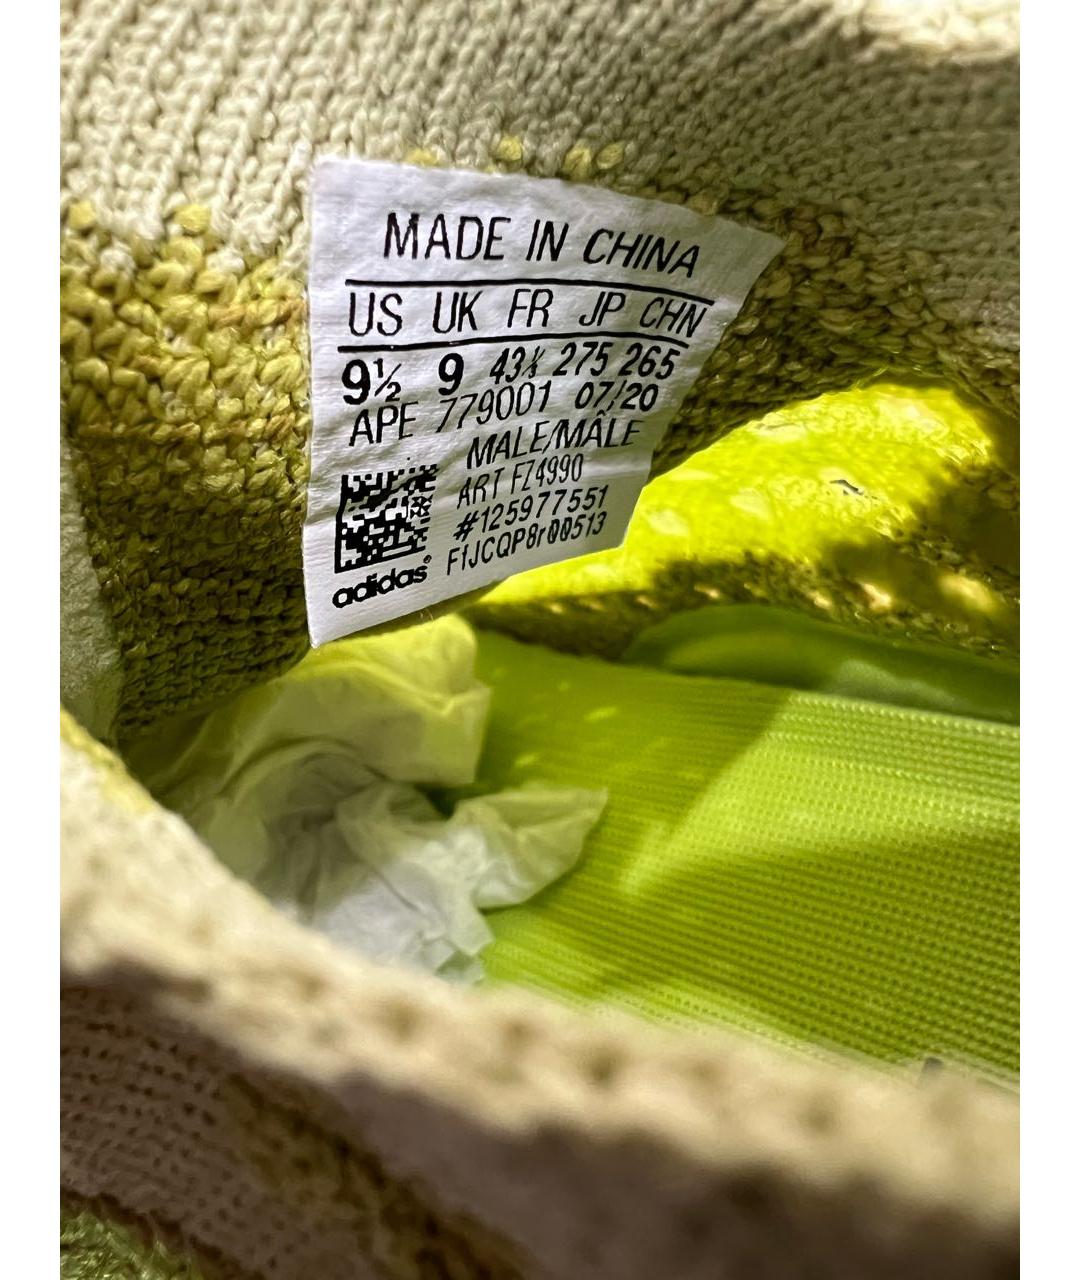 MADE IN CHINA
US UK FR JP CHN
9½ 9 43⅓ 275 265
APE 779001 07/20
MALE/MÂLE
ART FZ4990
#125977551
F1JCQP8r00513
adidas®